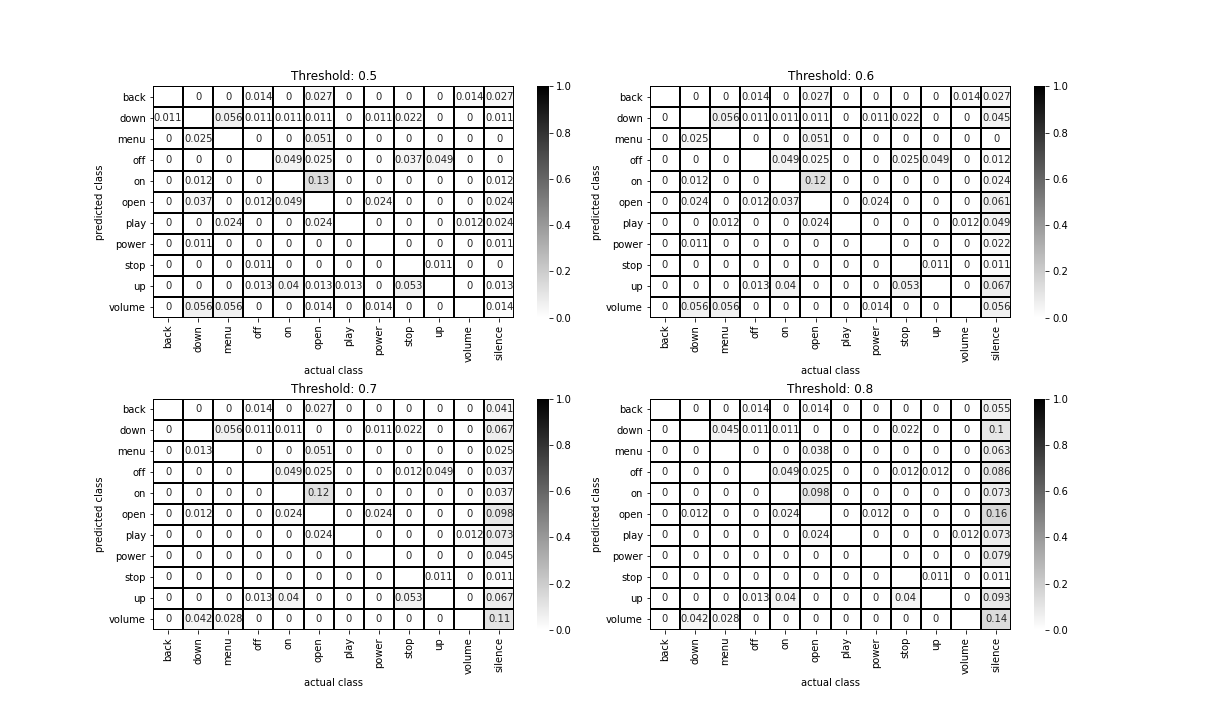 Threshold: 0.5
predicted class
back 0 0 0.014 0 0.027 0 0 0 0 0.014 0.027
down 0.011 0.056 0.011 0.011 0.011 0 0.011 0.022 0 0 0.011
menu 0 0.025 0 0 0.051 0 0 0 0 0 0
off 0 0 0 0.049 0.025 0 0 0.037 0.049 0 0
on 0 0.012 0 0 0.13 0 0 0 0 0 0.012
open 0 0.037 0 0.012 0.049 0 0.024 0 0 0 0.024
play 0 0 0.024 0 0 0.024 0 0 0 0.012 0.024
power 0 0.011 0 0 0 0 0 0 0 0 0.011
stop 0 0 0 0.011 0 0 0 0 0.011 0 0
up 0 0 0 0.013 0.04 0.013 0.013 0 0.053 0 0.013
volume 0 0.056 0.056 0 0 0.014 0 0.014 0 0 0.014
back down menu off on open play power stop up volume silence
actual class
1.0
0.8
0.6
0.4
0.2
0.0
Threshold: 0.6
predicted class
back 0 0 0.014 0 0.027 0 0 0 0 0.014 0.027
down 0 0.056 0.011 0.011 0.011 0 0.011 0.022 0 0 0.045
menu 0 0.025 0 0 0.051 0 0 0 0 0 0
off 0 0 0 0.049 0.025 0 0 0.025 0.049 0 0.012
on 0 0.012 0 0 0.12 0 0 0 0 0 0.024
open 0 0.024 0 0.012 0.037 0 0.024 0 0 0 0.061
play 0 0 0.012 0 0 0.024 0 0 0 0.012 0.049
power 0 0.011 0 0 0 0 0 0 0 0 0.022
stop 0 0 0 0 0 0 0 0 0.011 0 0.011
up 0 0 0 0.013 0.04 0 0 0 0.053 0 0.067
volume 0 0.056 0.056 0 0 0 0 0.014 0 0 0.056
back down menu off on open play power stop up volume silence
actual class
1.0
0.8
0.6
0.4
0.2
0.0
Threshold: 0.7
predicted class
back 0 0 0.014 0 0.027 0 0 0 0 0 0.041
down 0 0.056 0.011 0.011 0 0 0.011 0.022 0 0 0.067
menu 0 0.013 0 0 0.051 0 0 0 0 0 0.025
off 0 0 0 0.049 0.025 0 0 0.012 0.049 0 0.037
on 0 0 0 0 0.12 0 0 0 0 0 0.037
open 0 0.012 0 0 0.024 0 0.024 0 0 0 0.098
play 0 0 0 0 0 0.024 0 0 0 0.012 0.073
power 0 0 0 0 0 0 0 0 0 0 0.045
stop 0 0 0 0 0 0 0 0 0.011 0 0.011
up 0 0 0 0.013 0.04 0 0 0 0.053 0 0.067
volume 0 0.042 0.028 0 0 0 0 0 0 0 0.11
back down menu off on open play power stop up volume silence
actual class
1.0
0.8
0.6
0.4
0.2
0.0
Threshold: 0.8
predicted class
back 0 0 0.014 0 0.014 0 0 0 0 0 0.055
down 0 0.045 0.011 0.011 0 0 0 0.022 0 0 0.1
menu 0 0 0 0 0.038 0 0 0 0 0 0.063
off 0 0 0 0.049 0.025 0 0 0.012 0.012 0 0.086
on 0 0 0 0 0.098 0 0 0 0 0 0.073
open 0 0.012 0 0 0.024 0 0.012 0 0 0 0.16
play 0 0 0 0 0 0.024 0 0 0 0.012 0.073
power 0 0 0 0 0 0 0 0 0 0 0.079
stop 0 0 0 0 0 0 0 0 0.011 0 0.011
up 0 0 0 0.013 0.04 0 0 0 0.04 0 0.093
volume 0 0.042 0.028 0 0 0 0 0 0 0 0.14
back down menu off on open play power stop up volume silence
actual class
1.0
0.8
0.6
0.4
0.2
0.0